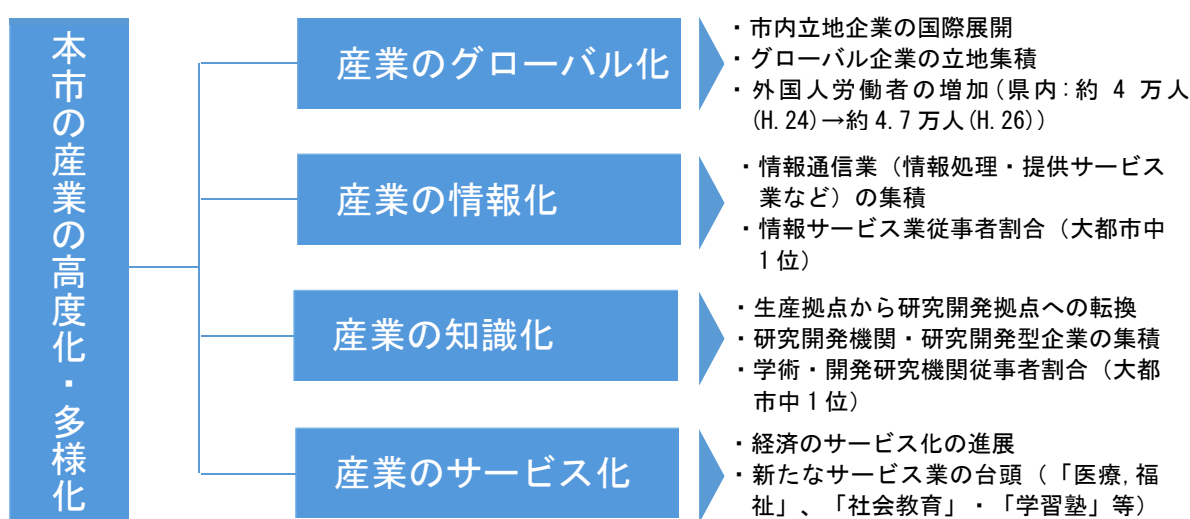 本市の産業の高度化・多様化
産業のグローバル化
・市内立地企業の国際展開
・グローバル企業の立地集積
・外国人労働者の増加(県内:約 4 万人
(H.24)→約 4.7 万人(H.26))
産業の情報化
・情報通信業（情報処理・提供サービス
業など）の集積
・情報サービス業従事者割合（大都市中
1 位）
産業の知識化
・生産拠点から研究開発拠点への転換
・研究開発機関・研究開発型企業の集積
・学術・開発研究機関従事者割合（大都
市中 1 位）
産業のサービス化
・経済のサービス化の進展
・新たなサービス業の台頭（「医療,福
祉」、「社会教育」・「学習塾」等）